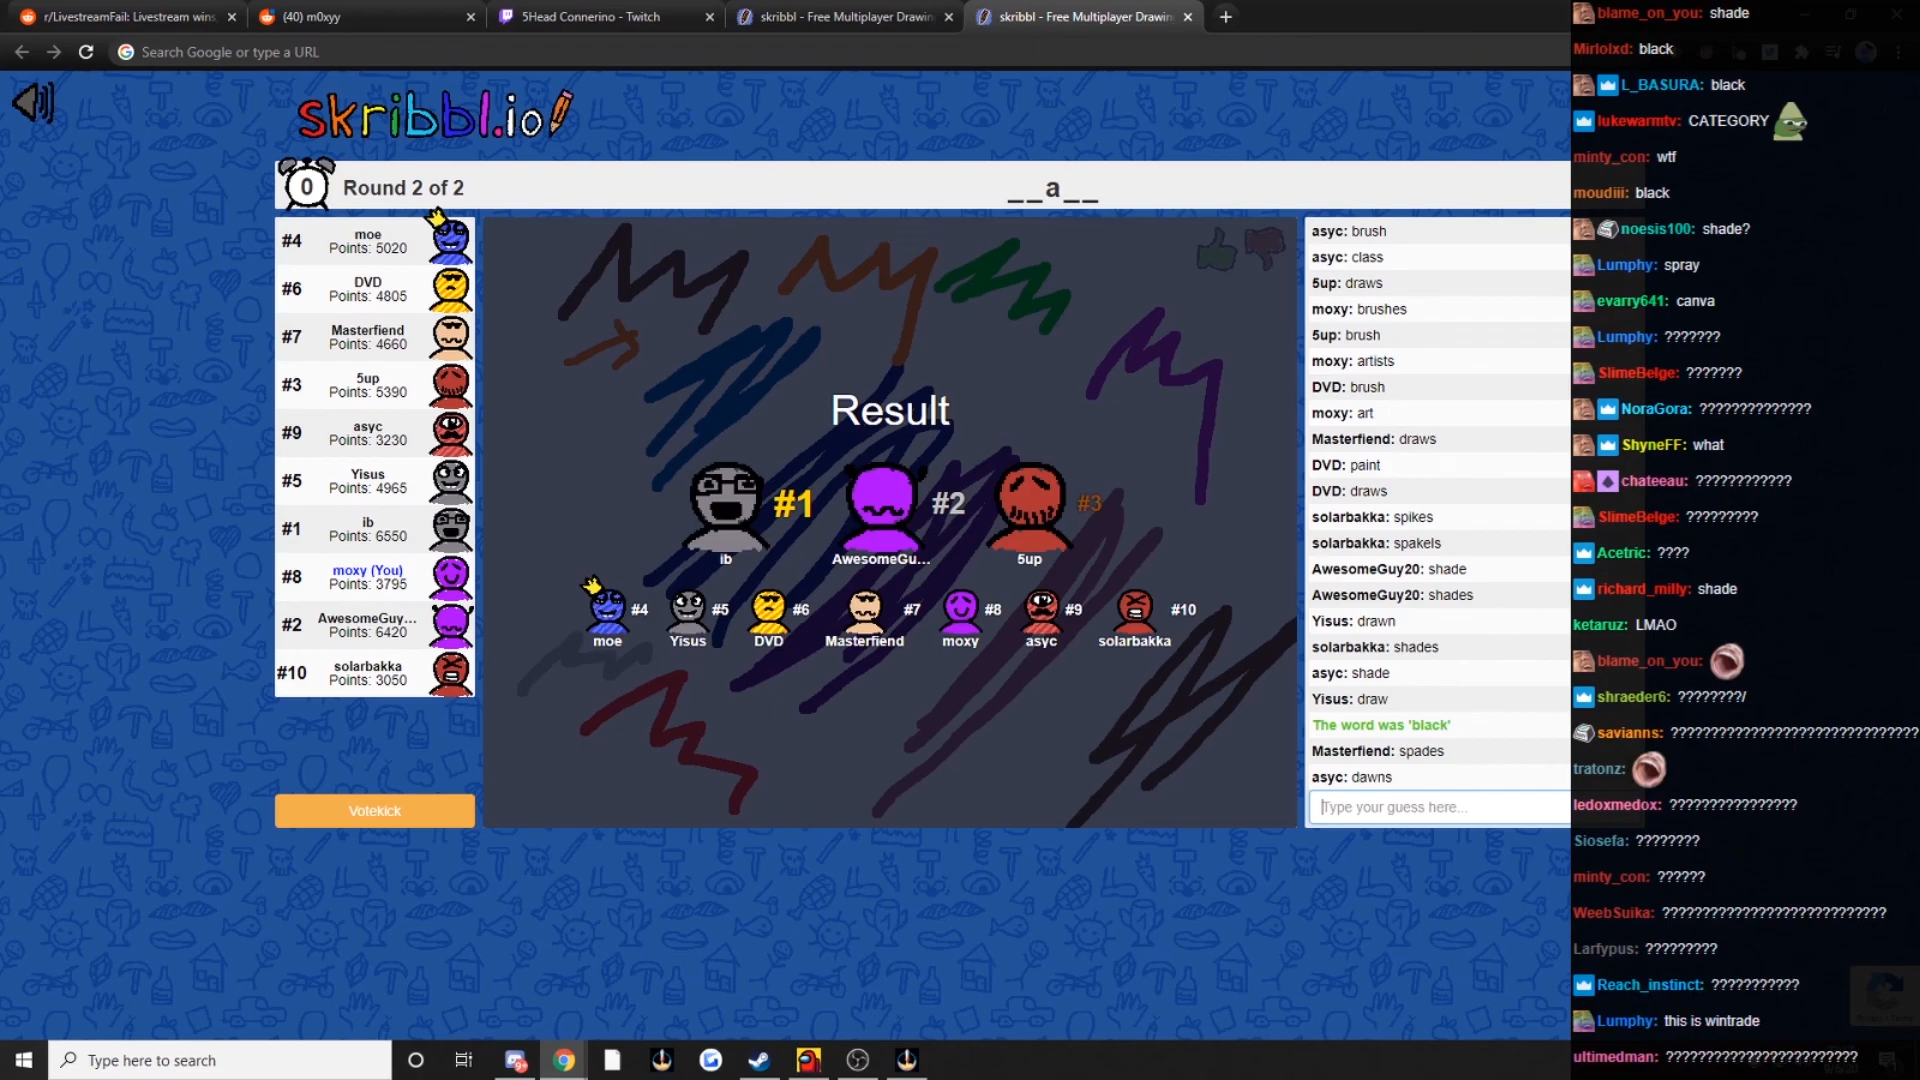 r/LivestreamFail: Livestream wins,
(40) m0xyy
5Head Connerino - Twitch
skribbl - Free Multiplayer Drawin
skribbl - Free Multiplayer Drawin
Search Google or type a URL
skribbl.io
0
Round 2 of 2
__a__
#4 moe
Points: 5020
#6 DVD
Points: 4805
#7 Masterfiend
Points: 4660
#3 5up
Points: 5390
#9 asyc
Points: 3230
#5 Yisus
Points: 4965
#1 ib
Points: 6550
#8 moxy (You)
Points: 3795
#2 AwesomeGuy...
Points: 6420
#10 solarbakka
Points: 3050
Votekick
Result
#1 #2 #3
ib AwesomeGu... 5up
#4 #5 #6 #7 #8 #9 #10
moe Yisus DVD Masterfiend moxy asyc solarbakka
asyc: brush
asyc: class
5up: draws
moxy: brushes
5up: brush
moxy: artists
DVD: brush
moxy: art
Masterfiend: draws
DVD: paint
DVD: draws
solarbakka: spikes
solarbakka: spakels
AwesomeGuy20: shade
AwesomeGuy20: shades
Yisus: drawn
solarbakka: shades
asyc: shade
Yisus: draw
The word was 'black'
Masterfiend: spades
asyc: dawns
Type your guess here...
blame_on_you: shade
Mirlolxd: black
L_BASURA: black
lukewarmtv: CATEGORY
minty_con: wtf
moudiii: black
noesis100: shade?
Lumphy: spray
evarry641: canva
Lumphy: ???????
SlimeBelge: ???????
NoraGora: ??????????????
ShyneFF: what
chateeau: ????????????
SlimeBelge: ?????????
Acetric: ????
richard_milly: shade
ketaruz: LMAO
blame_on_you:
shraeder6: ????????/
savianns: ???????????????????????????????
tratonz:
ledoxmedox: ????????????????
Siosefa: ????????
minty_con: ??????
WeebSuika: ????????????????????????????
Larfypus: ?????????
Reach_instinct: ???????????
Lumphy: this is wintrade
ultimedman: ????????????????????????
Type here to search